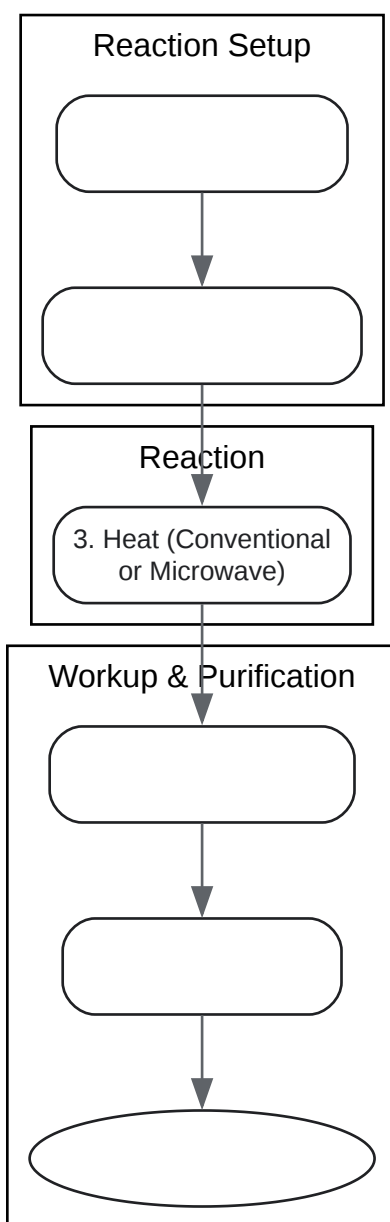 Reaction Setup
Reaction
3. Heat (Conventional
or Microwave)
Workup & Purification